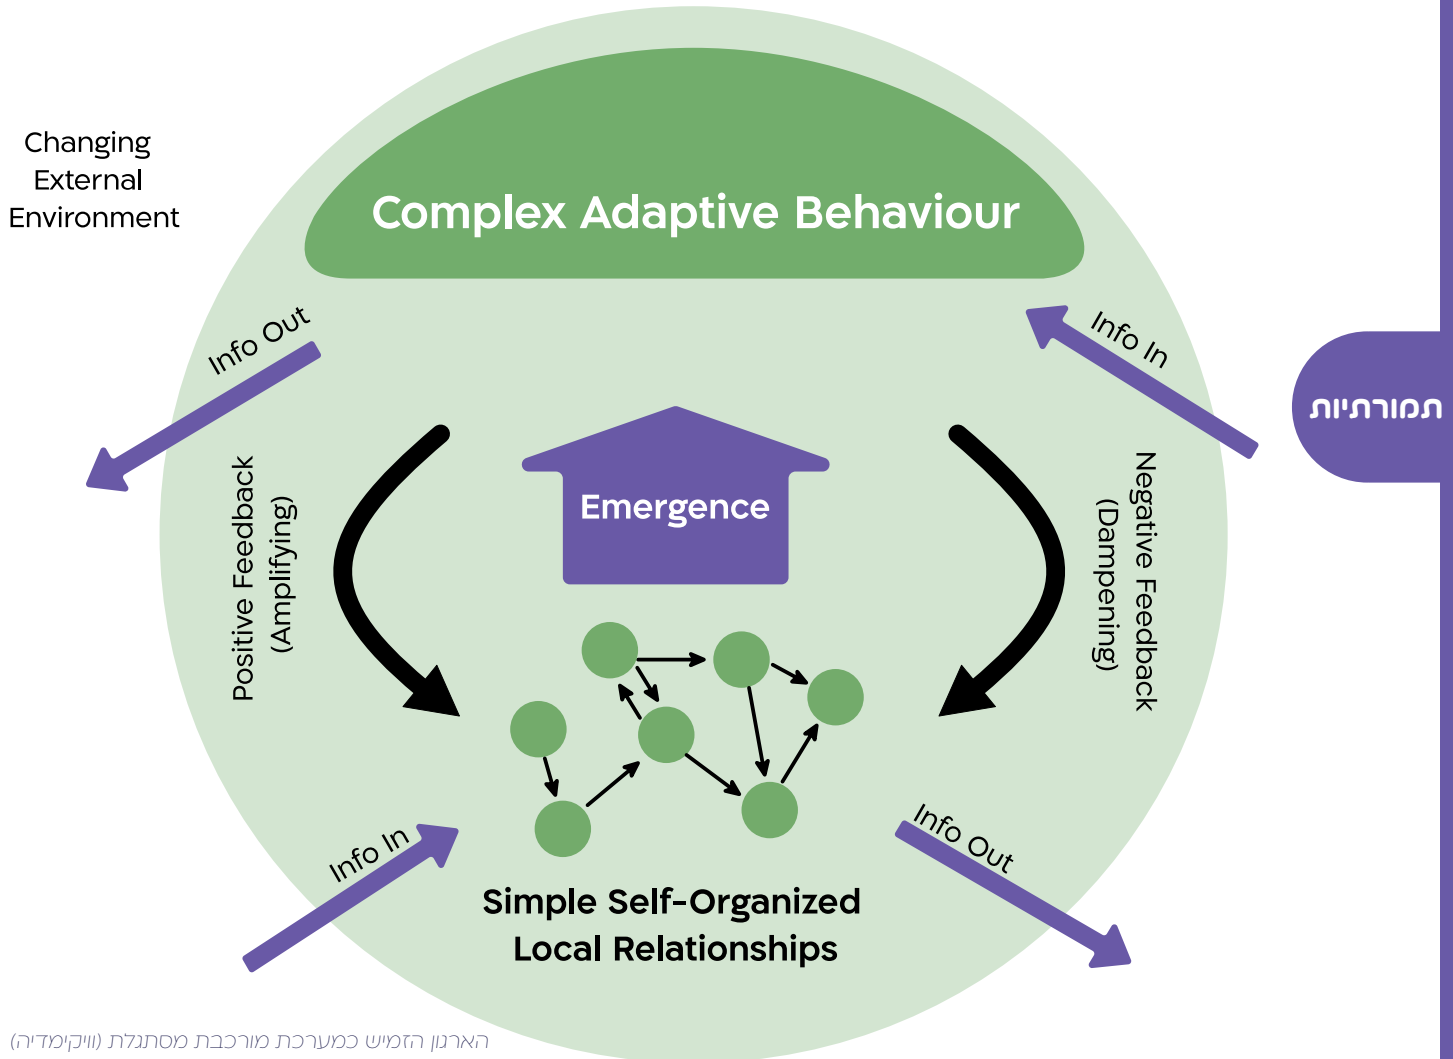 Changing
External
Environment
Complex Adaptive Behaviour
Info Out
Info In
תמורתיות
Emergence
Positive Feedback
(Amplifying)
Negative Feedback
(Dampening)
Info In
Info Out
Simple Self-Organized
Local Relationships
הארגון הזמיש כמערכת מורכבת מסתגלת (וויקימדיה)